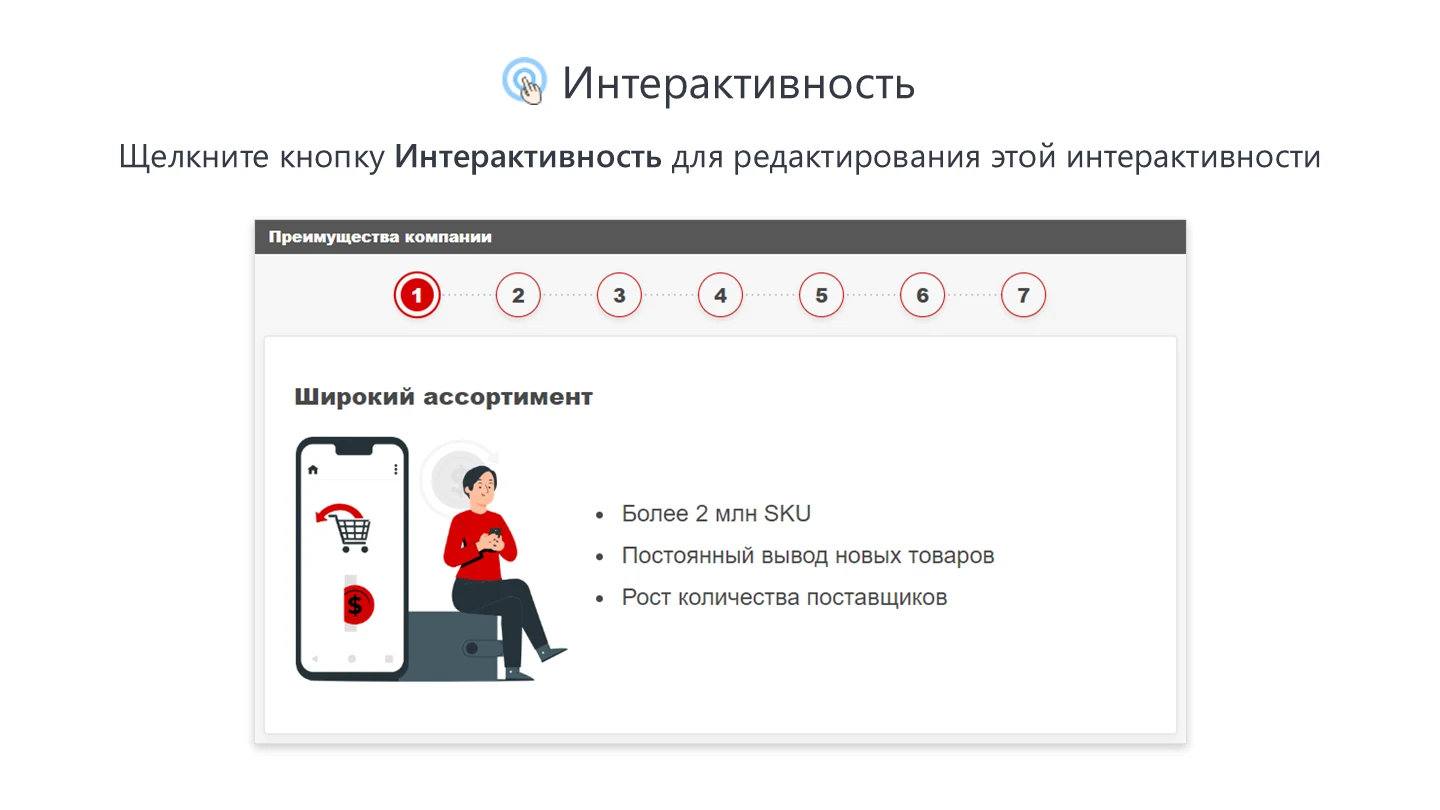 Интерактивность
Щелкните кнопку Интерактивность для редактирования этой интерактивности
Преимущества компании
1 2 3 4 5 6 7
Широкий ассортимент
$
$
• Более 2 млн SKU
• Постоянный вывод новых товаров
• Рост количества поставщиков